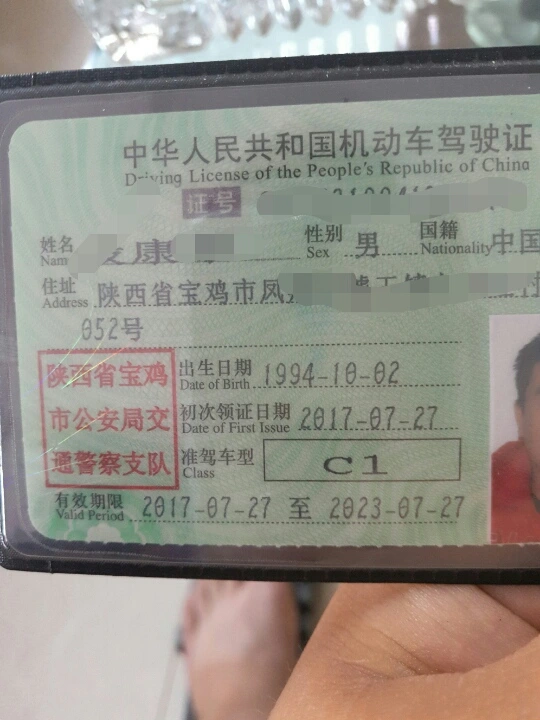 中华人民共和国机动车驾驶证
Driving License of the People's Republic of China
证号
姓名 康 性别 男 国籍 中国
Name Sex Nationality
住址 陕西省宝鸡市凤
Address
052号
陕西省宝鸡
市公安局交
通警察支队
出生日期 1994-10-02
Date of Birth
初次领证日期 2017-07-27
Date of First Issue
准驾车型 C1
Class
有效期限 2017-07-27 至 2023-07-27
Valid Period